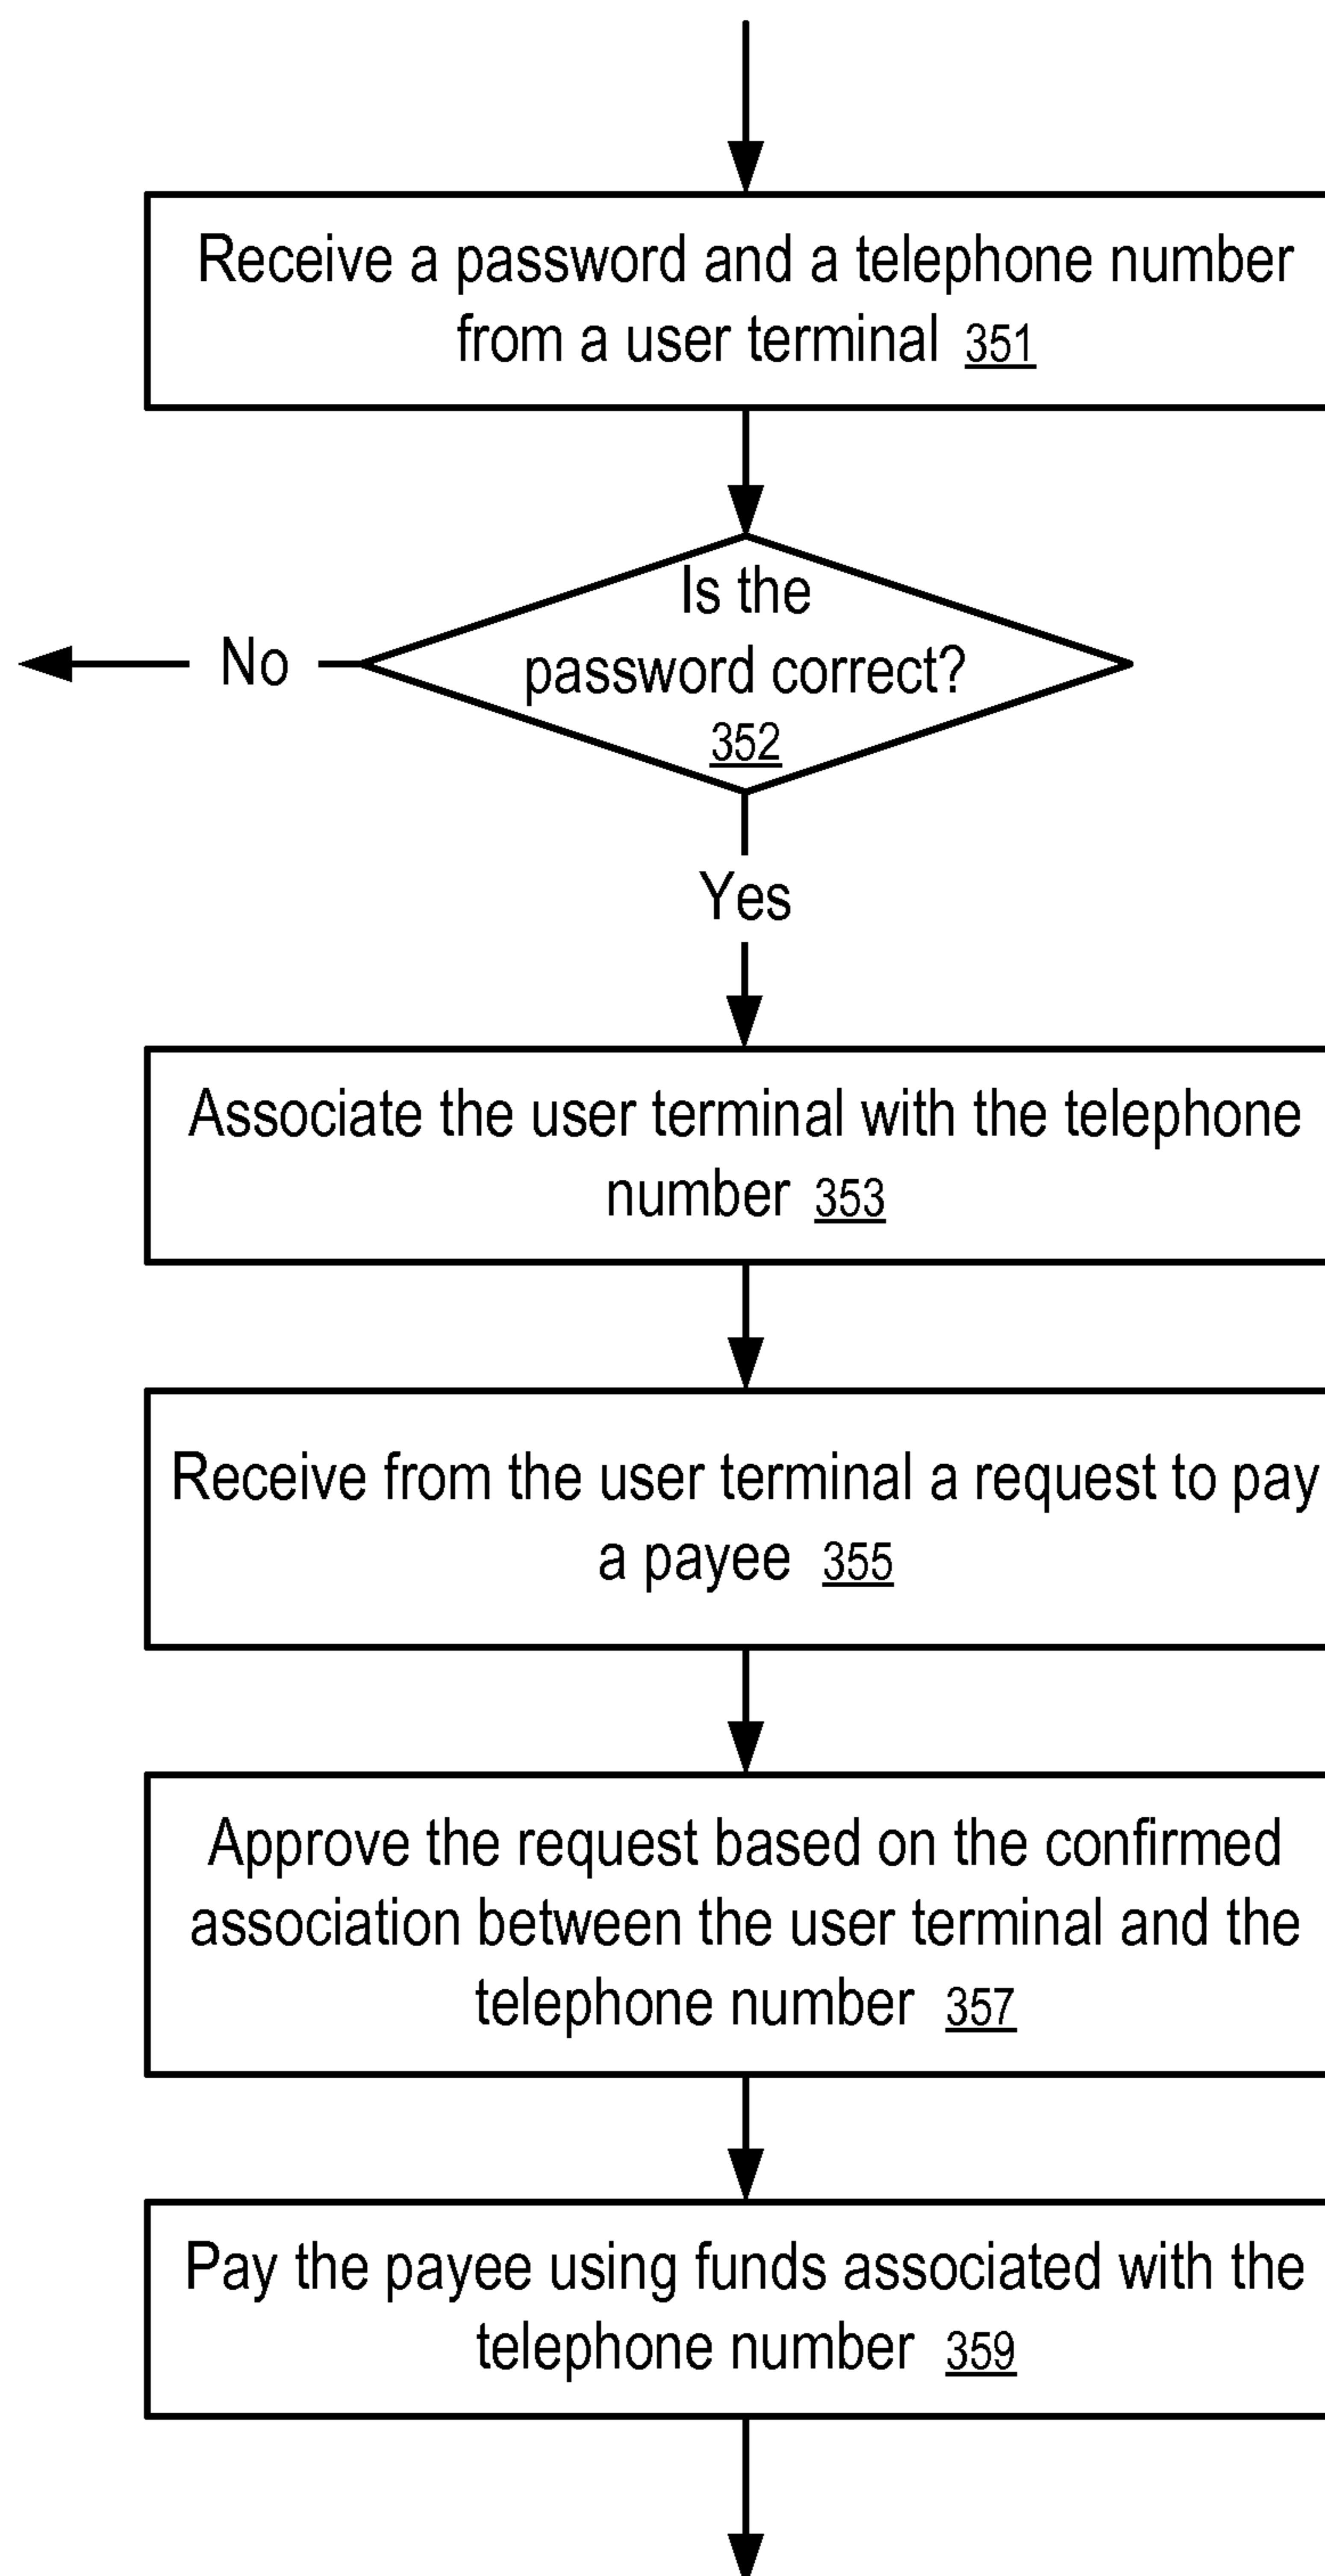 Receive a password and a telephone number
from a user terminal 351
Is the
password correct?
352
No
Yes
Associate the user terminal with the telephone
number 353
Receive from the user terminal a request to pay
a payee 355
Approve the request based on the confirmed
association between the user terminal and the
telephone number 357
Pay the payee using funds associated with the
telephone number 359